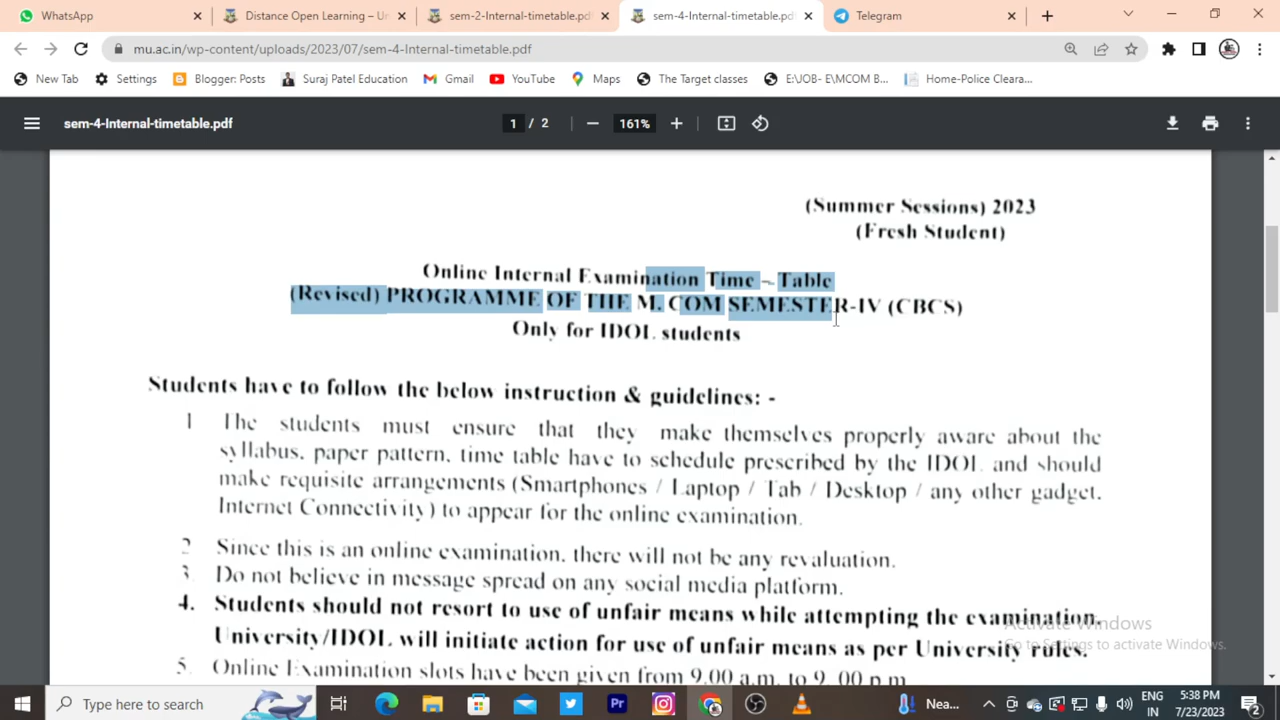 WhatsApp
Distance Open Learning – Un
sem-2-Internal-timetable.pdf
sem-4-Internal-timetable.pdf
Telegram
mu.ac.in/wp-content/uploads/2023/07/sem-4-Internal-timetable.pdf
New Tab
Settings
Blogger: Posts
Suraj Patel Education
Gmail
YouTube
Maps
The Target classes
E:\JOB- E\MCOM B...
Home-Police Cleara...
sem-4-Internal-timetable.pdf
1 / 2
161%
(Summer Sessions) 2023
(Fresh Student)
Online Internal Examination Time – Table
(Revised) PROGRAMME OF THE M. COM SEMESTER-IV (CBCS)
Only for IDOL students
Students have to follow the below instruction & guidelines: -
1 The students must ensure that they make themselves properly aware about the
syllabus, paper pattern, time table have to schedule prescribed by the IDOL and should
make requisite arrangements (Smartphones / Laptop / Tab / Desktop / any other gadget.
Internet Connectivity) to appear for the online examination.
2 Since this is an online examination, there will not be any revaluation.
3. Do not believe in message spread on any social media platform.
4. Students should not resort to use of unfair means while attempting the examination.
University/IDOL will initiate action for use of unfair means as per University rules.
5. Online Examination slots have been given from 9.00 a.m. to 9. 00 p.m
Activate Windows
Go to Settings to activate Windows.
Type here to search
Nea...
ENG
IN
5:38 PM
7/23/2023
2